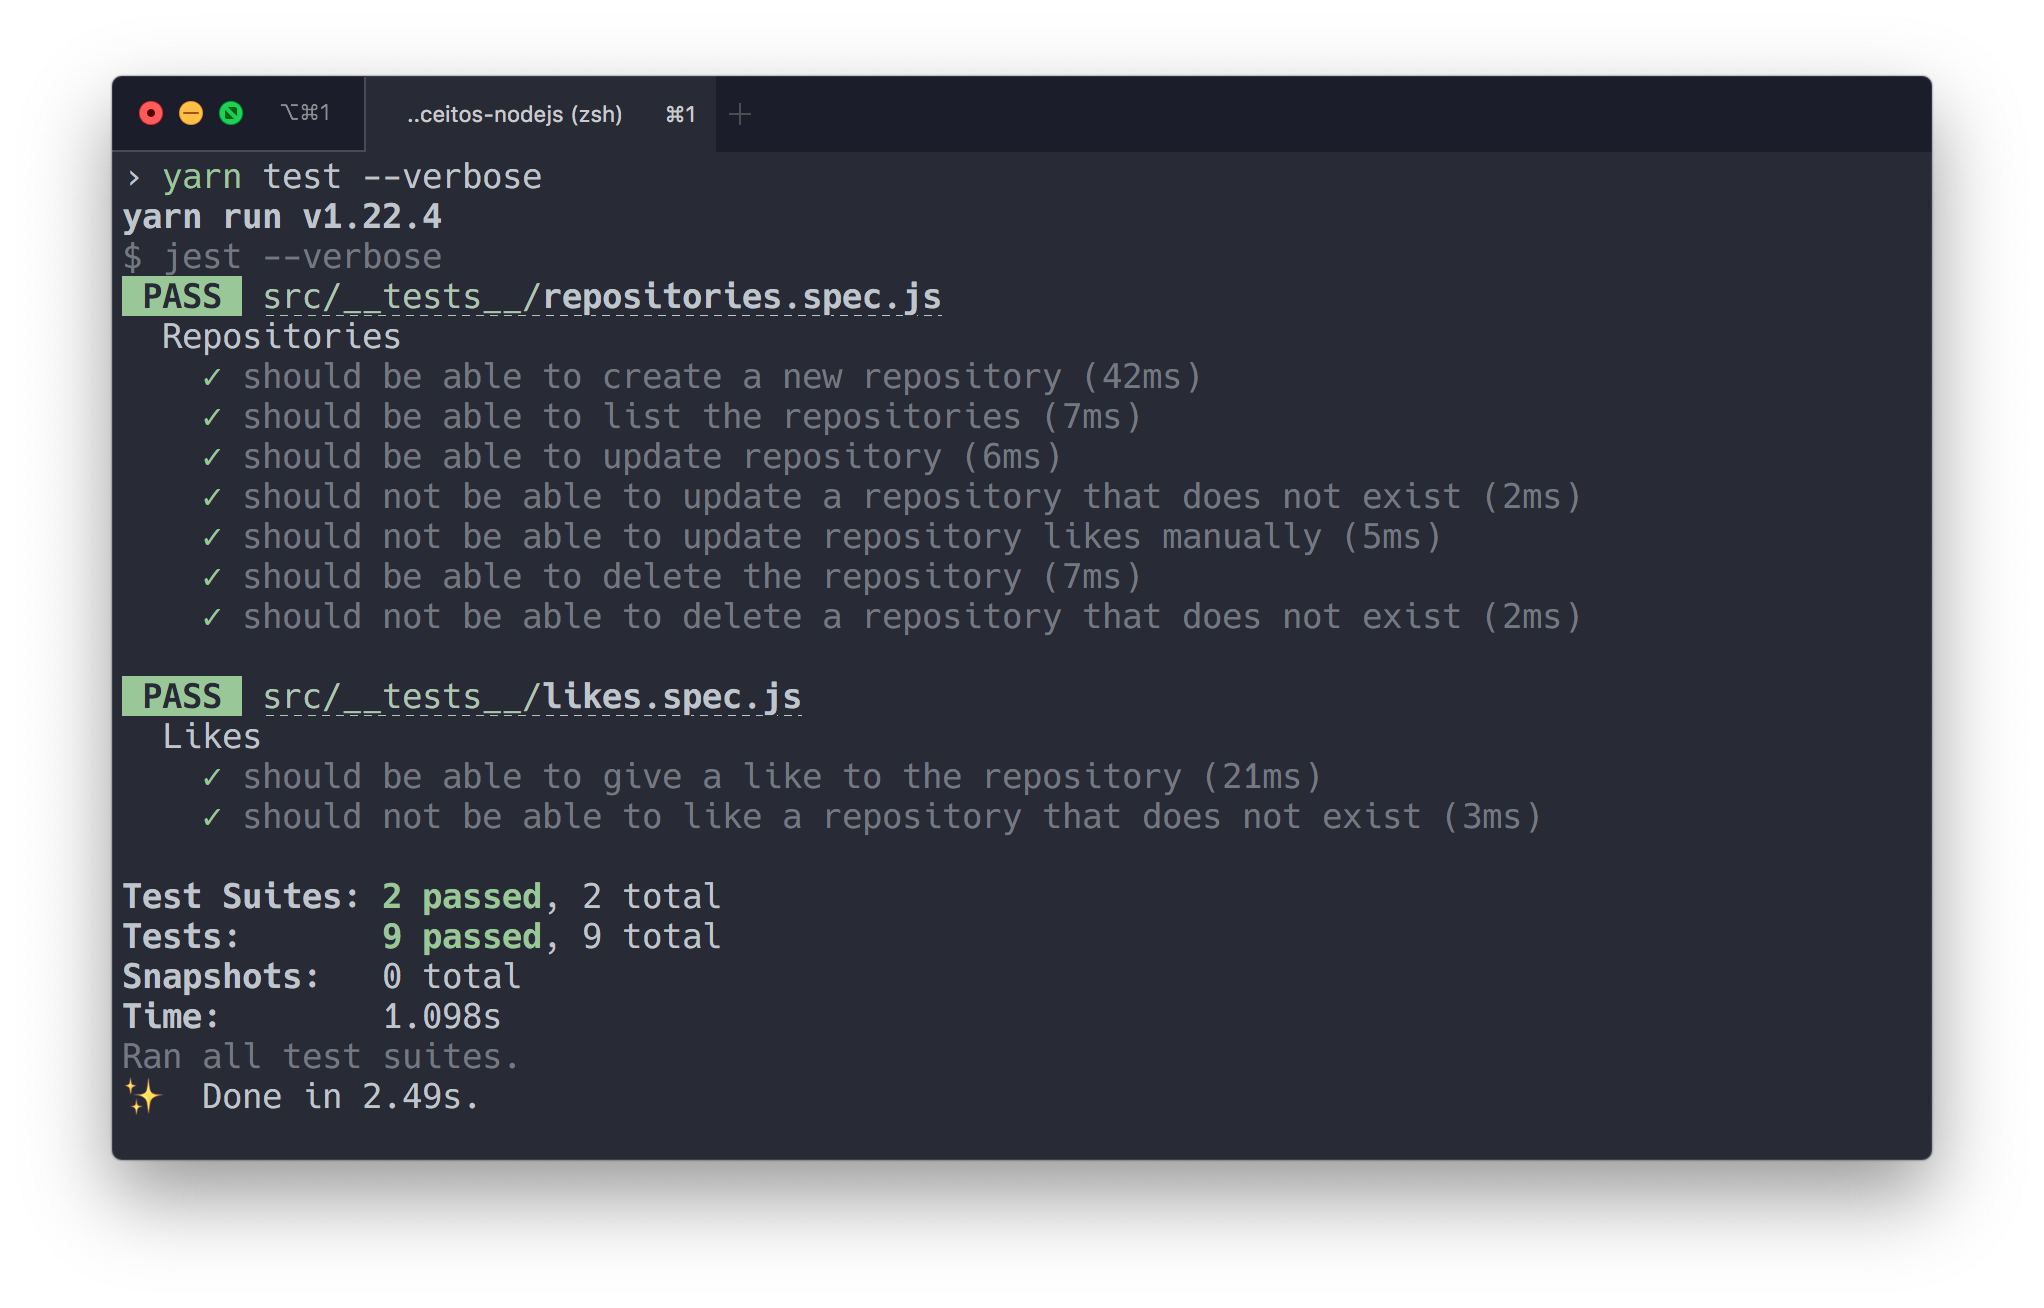 ⌥⌘1 ..ceitos-nodejs (zsh) ⌘1 +
› yarn test --verbose
yarn run v1.22.4
$ jest --verbose
PASS src/__tests__/repositories.spec.js
Repositories
✓ should be able to create a new repository (42ms)
✓ should be able to list the repositories (7ms)
✓ should be able to update repository (6ms)
✓ should not be able to update a repository that does not exist (2ms)
✓ should not be able to update repository likes manually (5ms)
✓ should be able to delete the repository (7ms)
✓ should not be able to delete a repository that does not exist (2ms)
PASS src/__tests__/likes.spec.js
Likes
✓ should be able to give a like to the repository (21ms)
✓ should not be able to like a repository that does not exist (3ms)
Test Suites: 2 passed, 2 total
Tests: 9 passed, 9 total
Snapshots: 0 total
Time: 1.098s
Ran all test suites.
✨ Done in 2.49s.